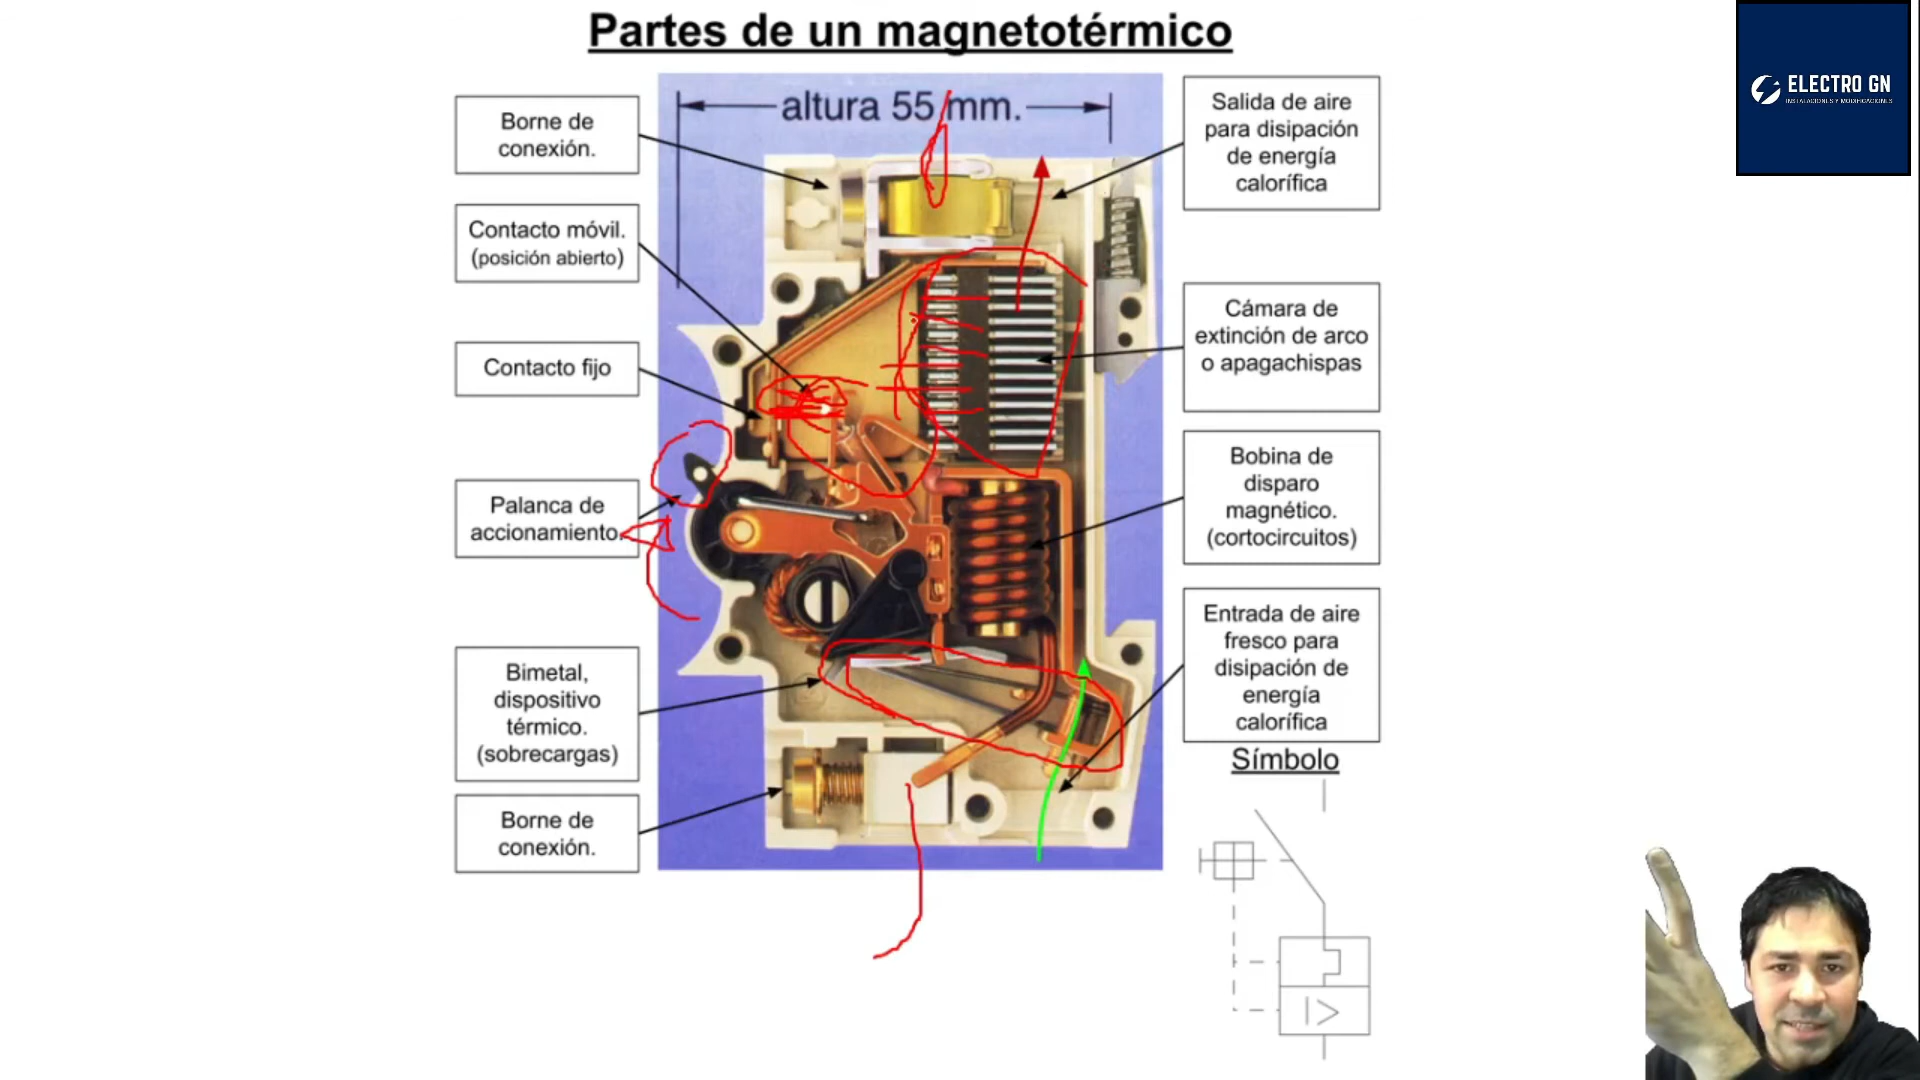 Partes de un magnetotérmico
ELECTRO GN
INSTALACIONES Y MODIFICACIONES
altura 55 mm.
Borne de
conexión.
Contacto móvil.
(posición abierto)
Contacto fijo
Palanca de
accionamiento.
Bimetal,
dispositivo
térmico.
(sobrecargas)
Borne de
conexión.
Salida de aire
para disipación
de energía
calorífica
Cámara de
extinción de arco
o apagachispas
Bobina de
disparo
magnético.
(cortocircuitos)
Entrada de aire
fresco para
disipación de
energía
calorífica
Símbolo
I>